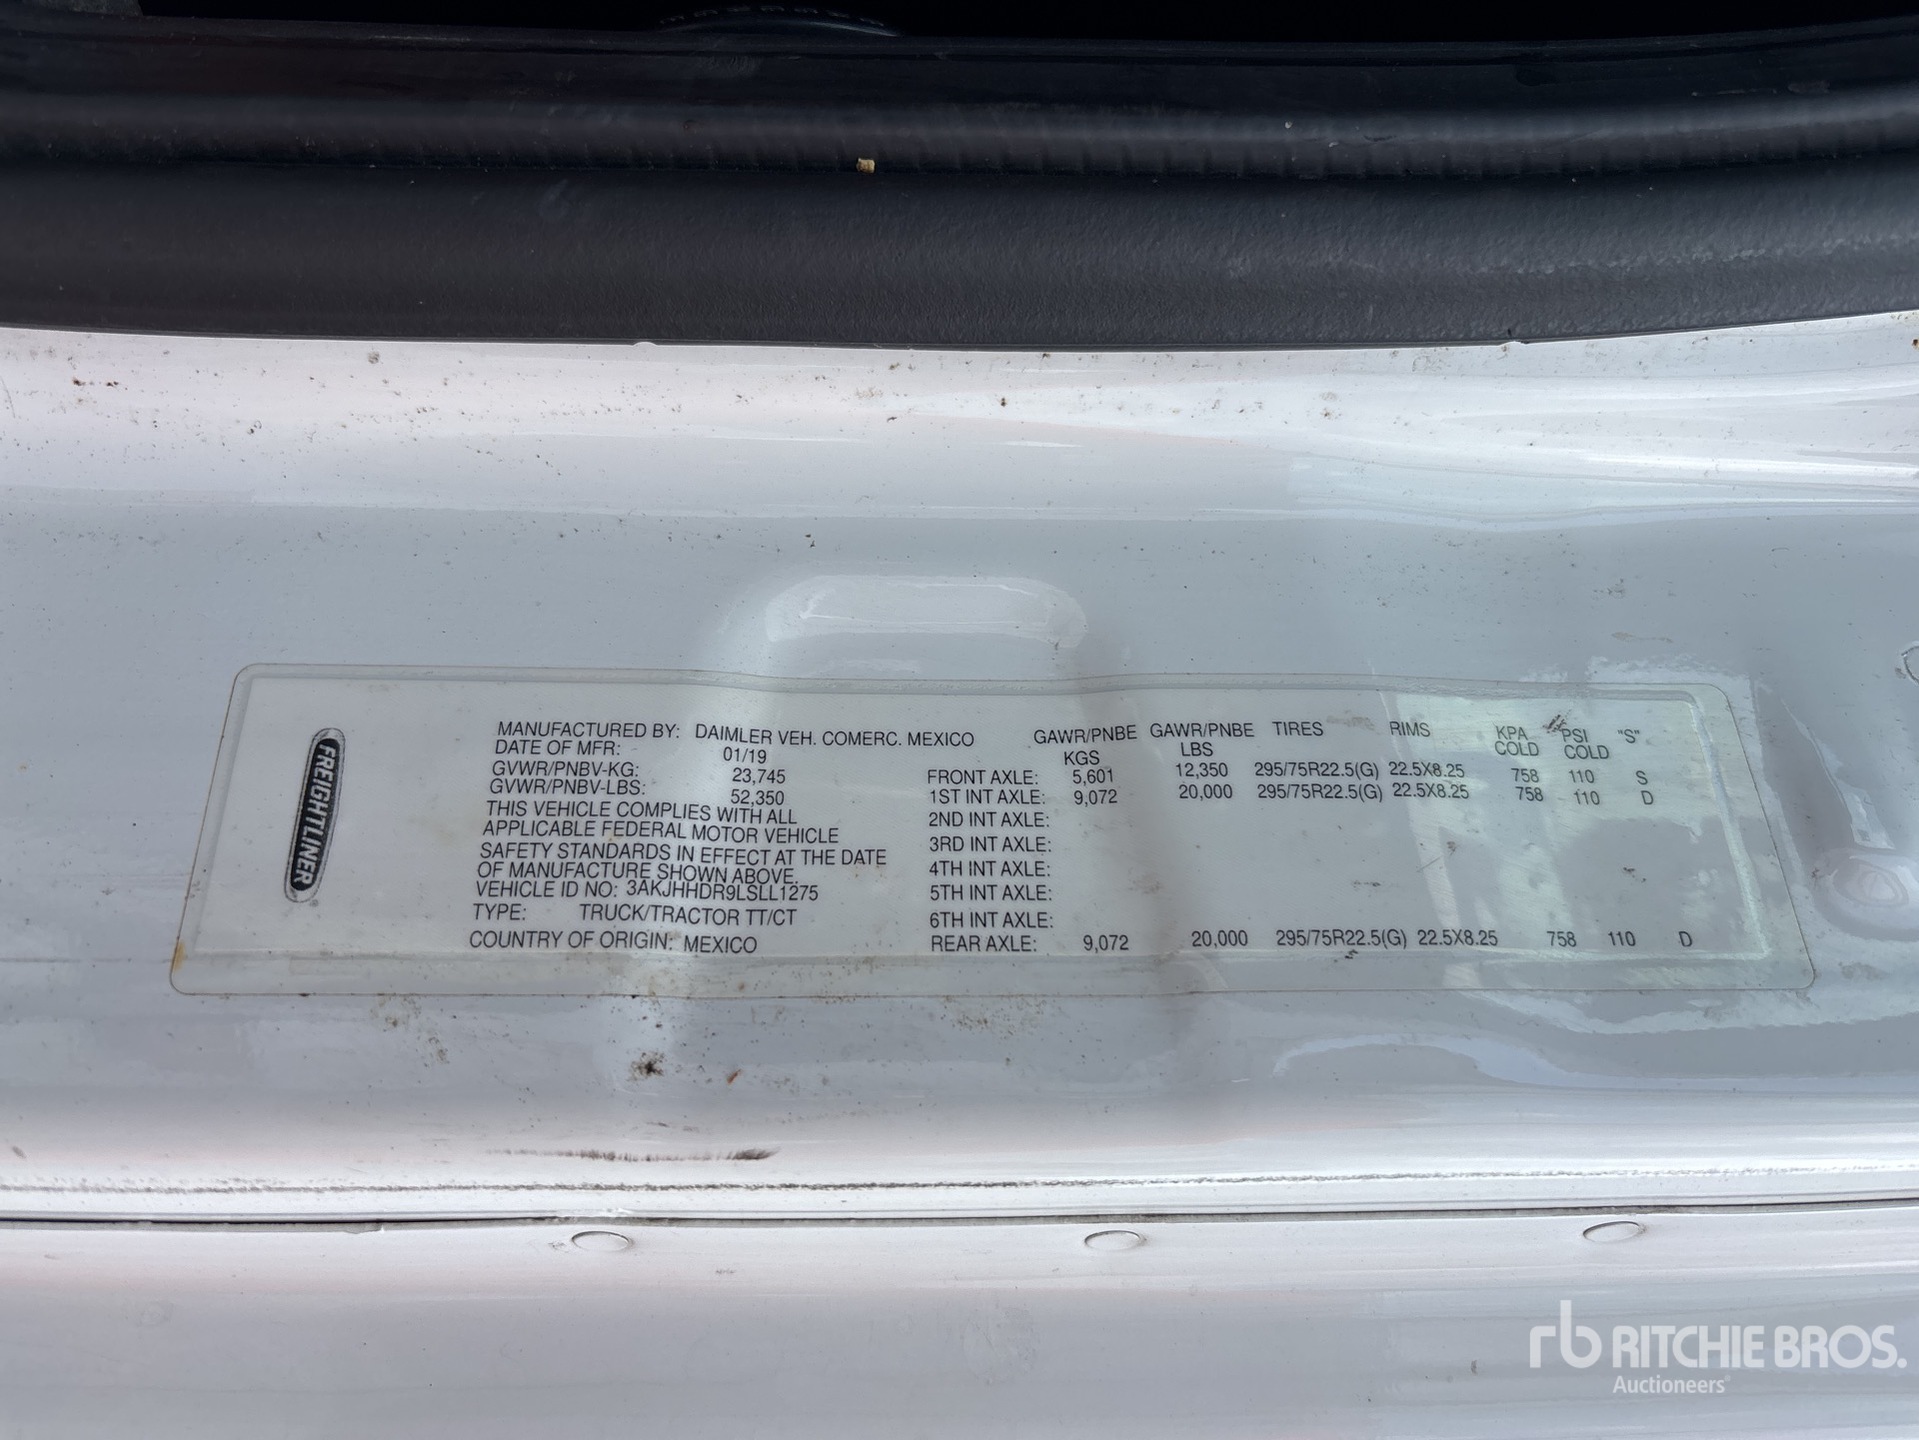 FREIGHTLINER
MANUFACTURED BY: DAIMLER VEH. COMERC. MEXICO
DATE OF MFR: 01/19
GVWR/PNBV-KG: 23,745
GVWR/PNBV-LBS: 52,350
THIS VEHICLE COMPLIES WITH ALL
APPLICABLE FEDERAL MOTOR VEHICLE
SAFETY STANDARDS IN EFFECT AT THE DATE
OF MANUFACTURE SHOWN ABOVE.
VEHICLE ID NO: 3AKJHHDR9LSLL1275
TYPE: TRUCK/TRACTOR TT/CT
COUNTRY OF ORIGIN: MEXICO
GAWR/PNBE GAWR/PNBE TIRES RIMS KPA PSI "S"
KGS LBS COLD COLD
FRONT AXLE: 5,601 12,350 295/75R22.5(G) 22.5X8.25 758 110 S
1ST INT AXLE: 9,072 20,000 295/75R22.5(G) 22.5X8.25 758 110 D
2ND INT AXLE:
3RD INT AXLE:
4TH INT AXLE:
5TH INT AXLE:
6TH INT AXLE:
REAR AXLE: 9,072 20,000 295/75R22.5(G) 22.5X8.25 758 110 D
rb RITCHIE BROS.
Auctioneers